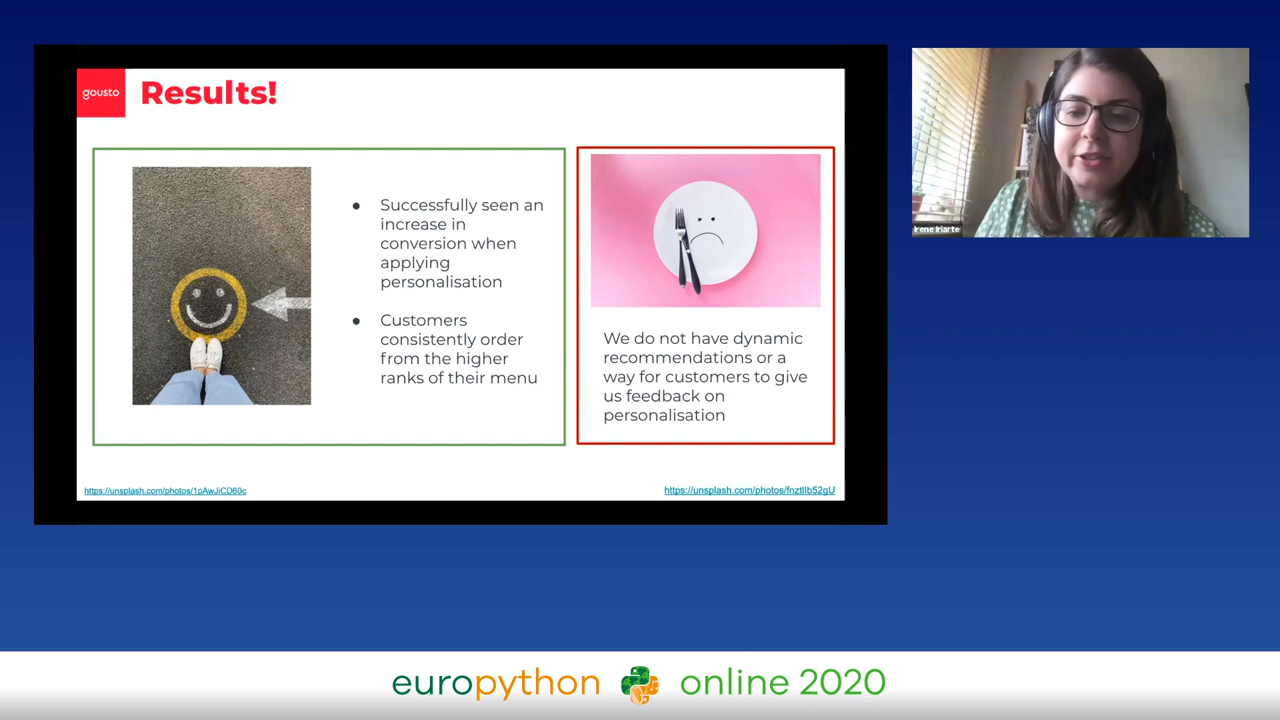 gousto
Results!
● Successfully seen an
increase in
conversion when
applying
personalisation
● Customers
consistently order
from the higher
ranks of their menu
We do not have dynamic
recommendations or a
way for customers to give
us feedback on
personalisation
https://unsplash.com/photos/1pAwJiCD60c
https://unsplash.com/photos/fnztlIb52gU
Irene Iriarte
europython online 2020